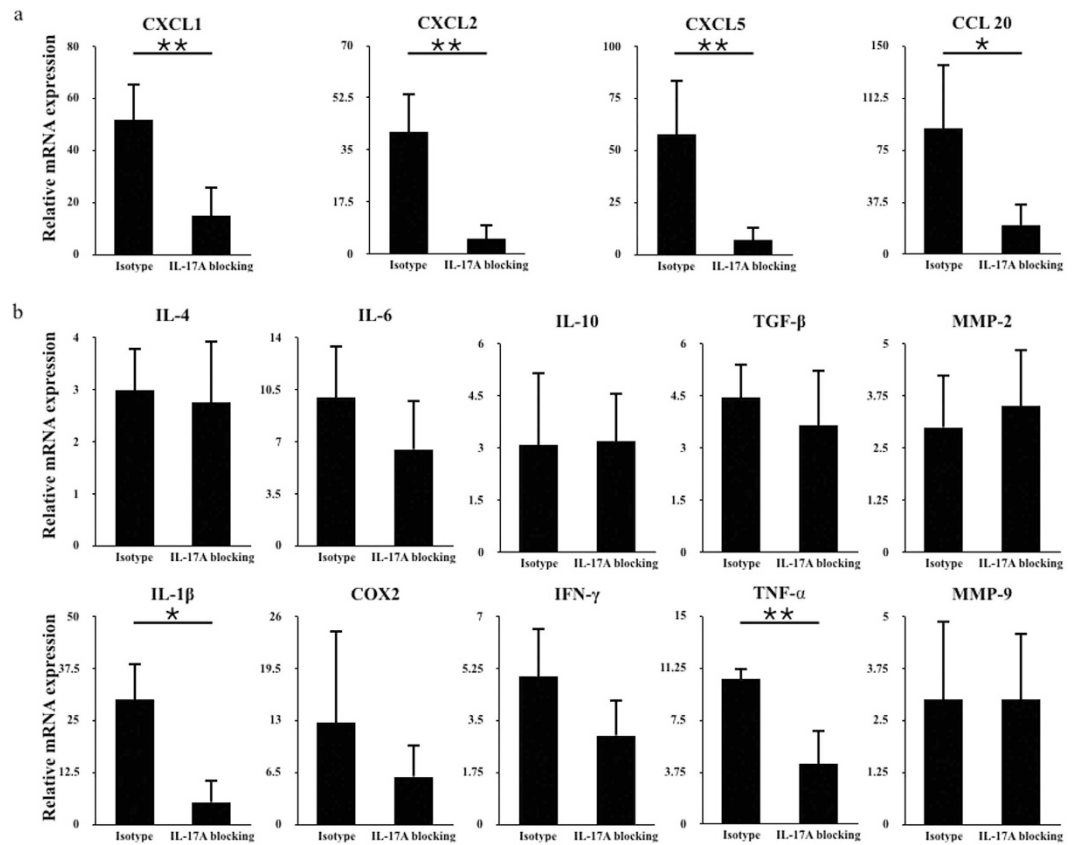 a
CXCL1 CXCL2 CXCL5 CCL 20
** ** ** *
Relative mRNA expression
80 60 40 20 0
70 52.5 35 17.5 0
100 75 50 25 0
150 112.5 75 37.5 0
Isotype IL-17A blocking Isotype IL-17A blocking Isotype IL-17A blocking Isotype IL-17A blocking
b
IL-4 IL-6 IL-10 TGF-β MMP-2
Relative mRNA expression
4 3 2 1 0
14 10.5 7 3.5 0
6 4.5 3 1.5 0
6 4.5 3 1.5 0
5 3.75 2.5 1.25 0
Isotype IL-17A blocking Isotype IL-17A blocking Isotype IL-17A blocking Isotype IL-17A blocking Isotype IL-17A blocking
IL-1β COX2 IFN-γ TNF-α MMP-9
* **
Relative mRNA expression
50 37.5 25 12.5 0
26 19.5 13 6.5 0
7 5.25 3.5 1.75 0
15 11.25 7.5 3.75 0
5 3.75 2.5 1.25 0
Isotype IL-17A blocking Isotype IL-17A blocking Isotype IL-17A blocking Isotype IL-17A blocking Isotype IL-17A blocking